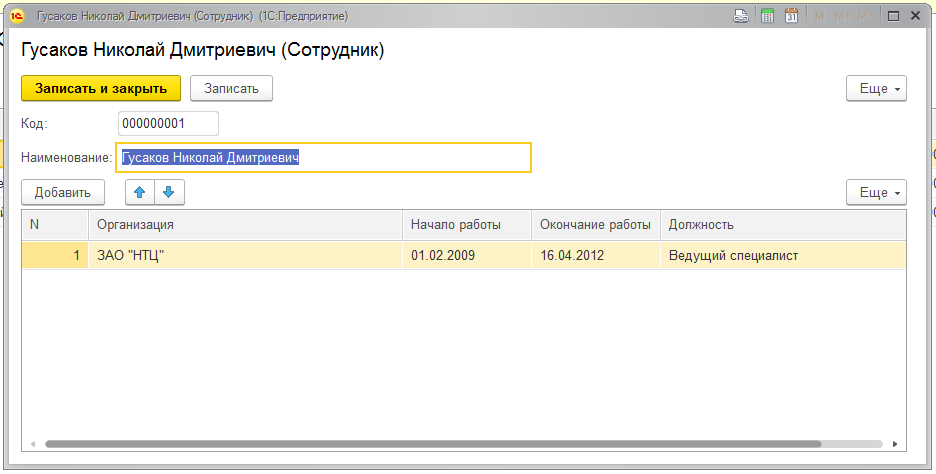 Гусаков Николай Дмитриевич (Сотрудник) (1С:Предприятие)
31 M M+ M-
Гусаков Николай Дмитриевич (Сотрудник)
Записать и закрыть Записать Еще
Код: 000000001
Наименование: Гусаков Николай Дмитриевич
Добавить Еще
N Организация Начало работы Окончание работы Должность
1 ЗАО "НТЦ" 01.02.2009 16.04.2012 Ведущий специалист